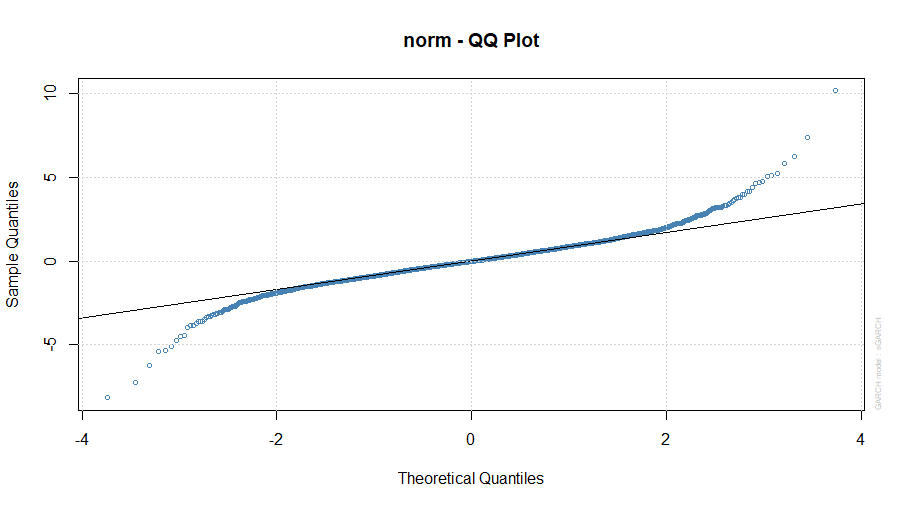 norm - QQ Plot
Sample Quantiles
10
5
0
-5
-4
-2
0
2
4
Theoretical Quantiles
GARCH model : sGARCH